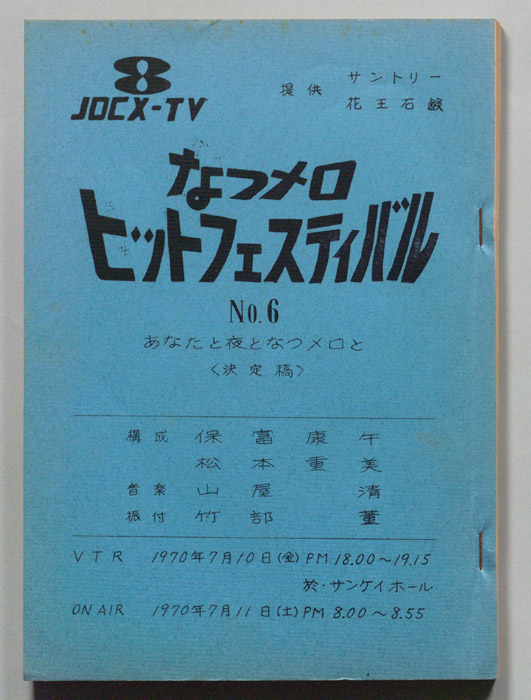 8
JOCX-TV
提供 サントリー
花王石鹸
なつメロ
ヒットフェスティバル
No.6
あなたと夜となつメロと
〈決定稿〉
構成 保富康午
松本重美
音楽 山屋清
振付 竹部董
VTR 1970年7月10日(金)PM 18.00〜19.15
於・サンケイホール
ON AIR 1970年7月11日(土)PM 8.00〜8.55